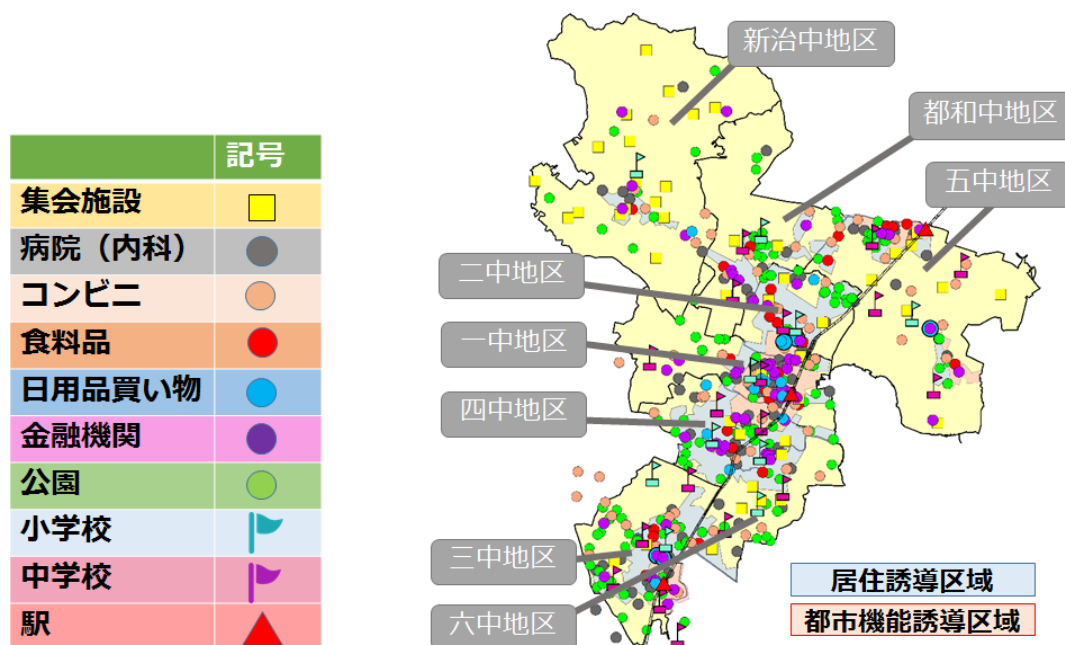 記号
集会施設
病院（内科）
コンビニ
食料品
日用品買い物
金融機関
公園
小学校
中学校
駅
新治中地区
都和中地区
五中地区
二中地区
一中地区
四中地区
三中地区
六中地区
居住誘導区域
都市機能誘導区域